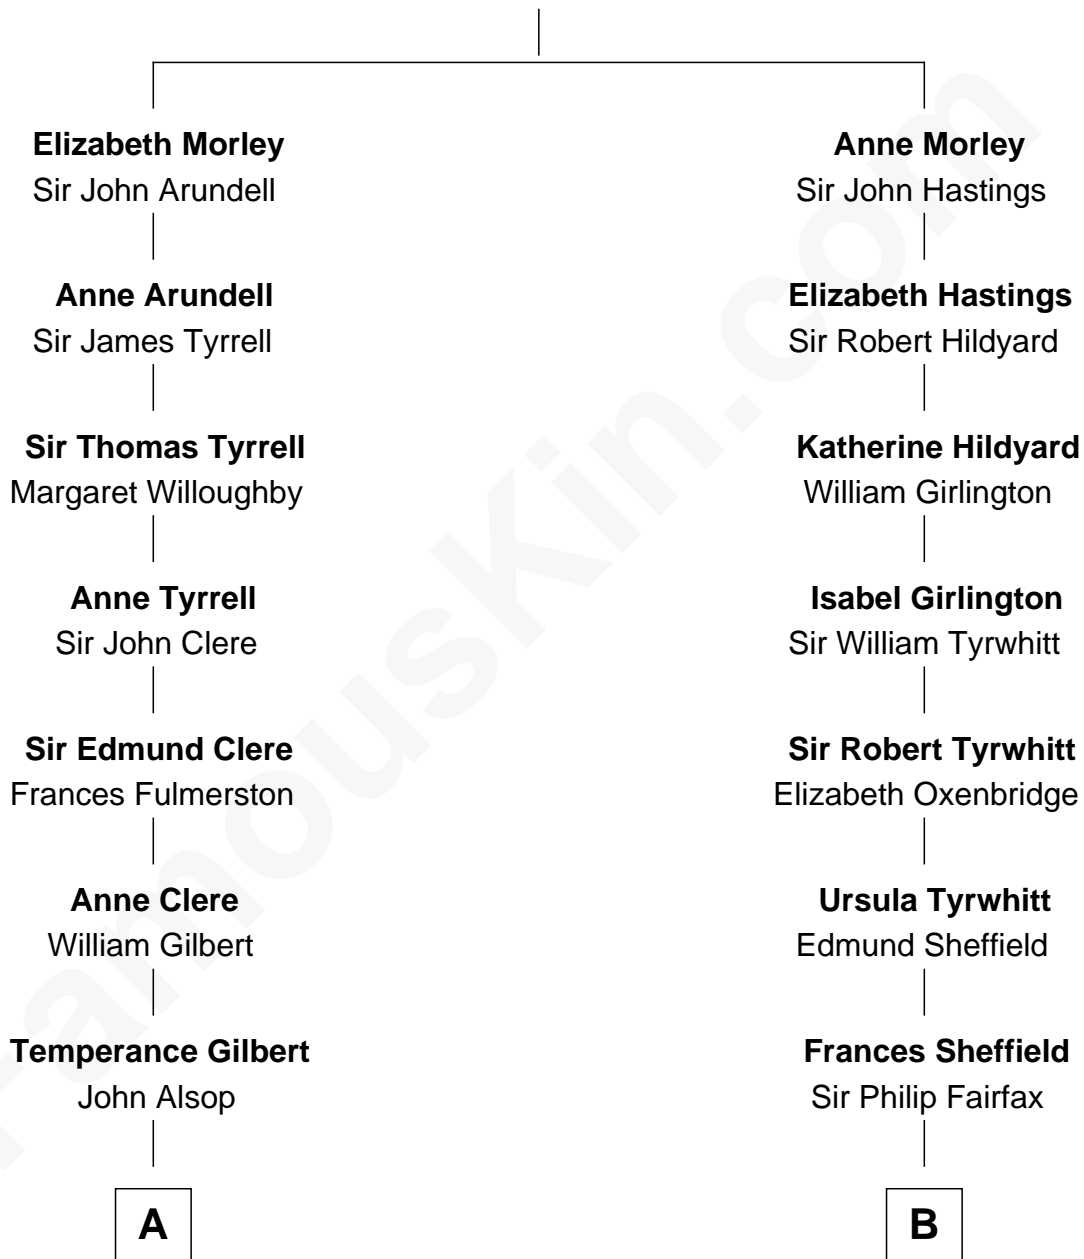 Elizabeth Morley
Sir John Arundell
Anne Arundell
Sir James Tyrrell
Sir Thomas Tyrrell
Margaret Willoughby
Anne Tyrrell
Sir John Clere
Sir Edmund Clere
Frances Fulmerston
Anne Clere
William Gilbert
Temperance Gilbert
John Alsop
A
Anne Morley
Sir John Hastings
Elizabeth Hastings
Sir Robert Hildyard
Katherine Hildyard
William Girlington
Isabel Girlington
Sir William Tyrwhitt
Sir Robert Tyrwhitt
Elizabeth Oxenbridge
Ursula Tyrwhitt
Edmund Sheffield
Frances Sheffield
Sir Philip Fairfax
B
FamousKin.com